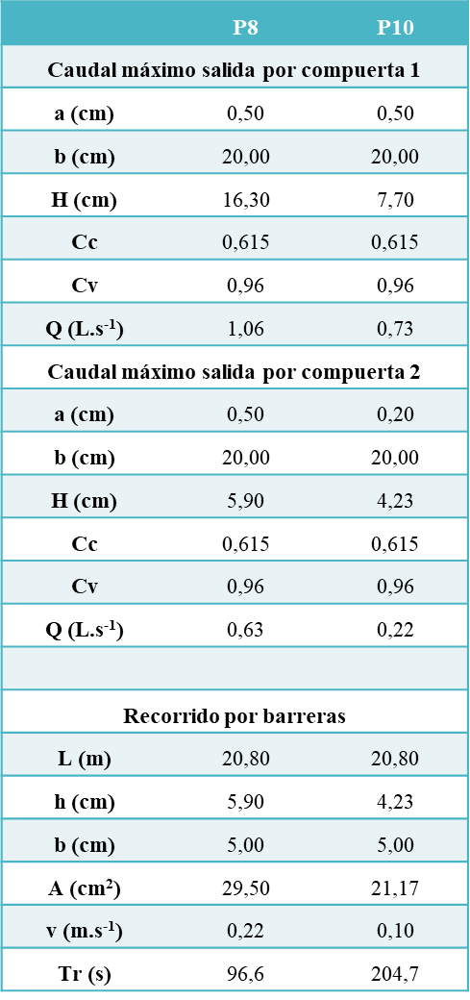 P8 P10
Caudal máximo salida por compuerta 1
a (cm) 0,50 0,50
b (cm) 20,00 20,00
H (cm) 16,30 7,70
Cc 0,615 0,615
Cv 0,96 0,96
Q (L.s-1) 1,06 0,73
Caudal máximo salida por compuerta 2
a (cm) 0,50 0,20
b (cm) 20,00 20,00
H (cm) 5,90 4,23
Cc 0,615 0,615
Cv 0,96 0,96
Q (L.s-1) 0,63 0,22
Recorrido por barreras
L (m) 20,80 20,80
h (cm) 5,90 4,23
b (cm) 5,00 5,00
A (cm2) 29,50 21,17
v (m.s-1) 0,22 0,10
Tr (s) 96,6 204,7